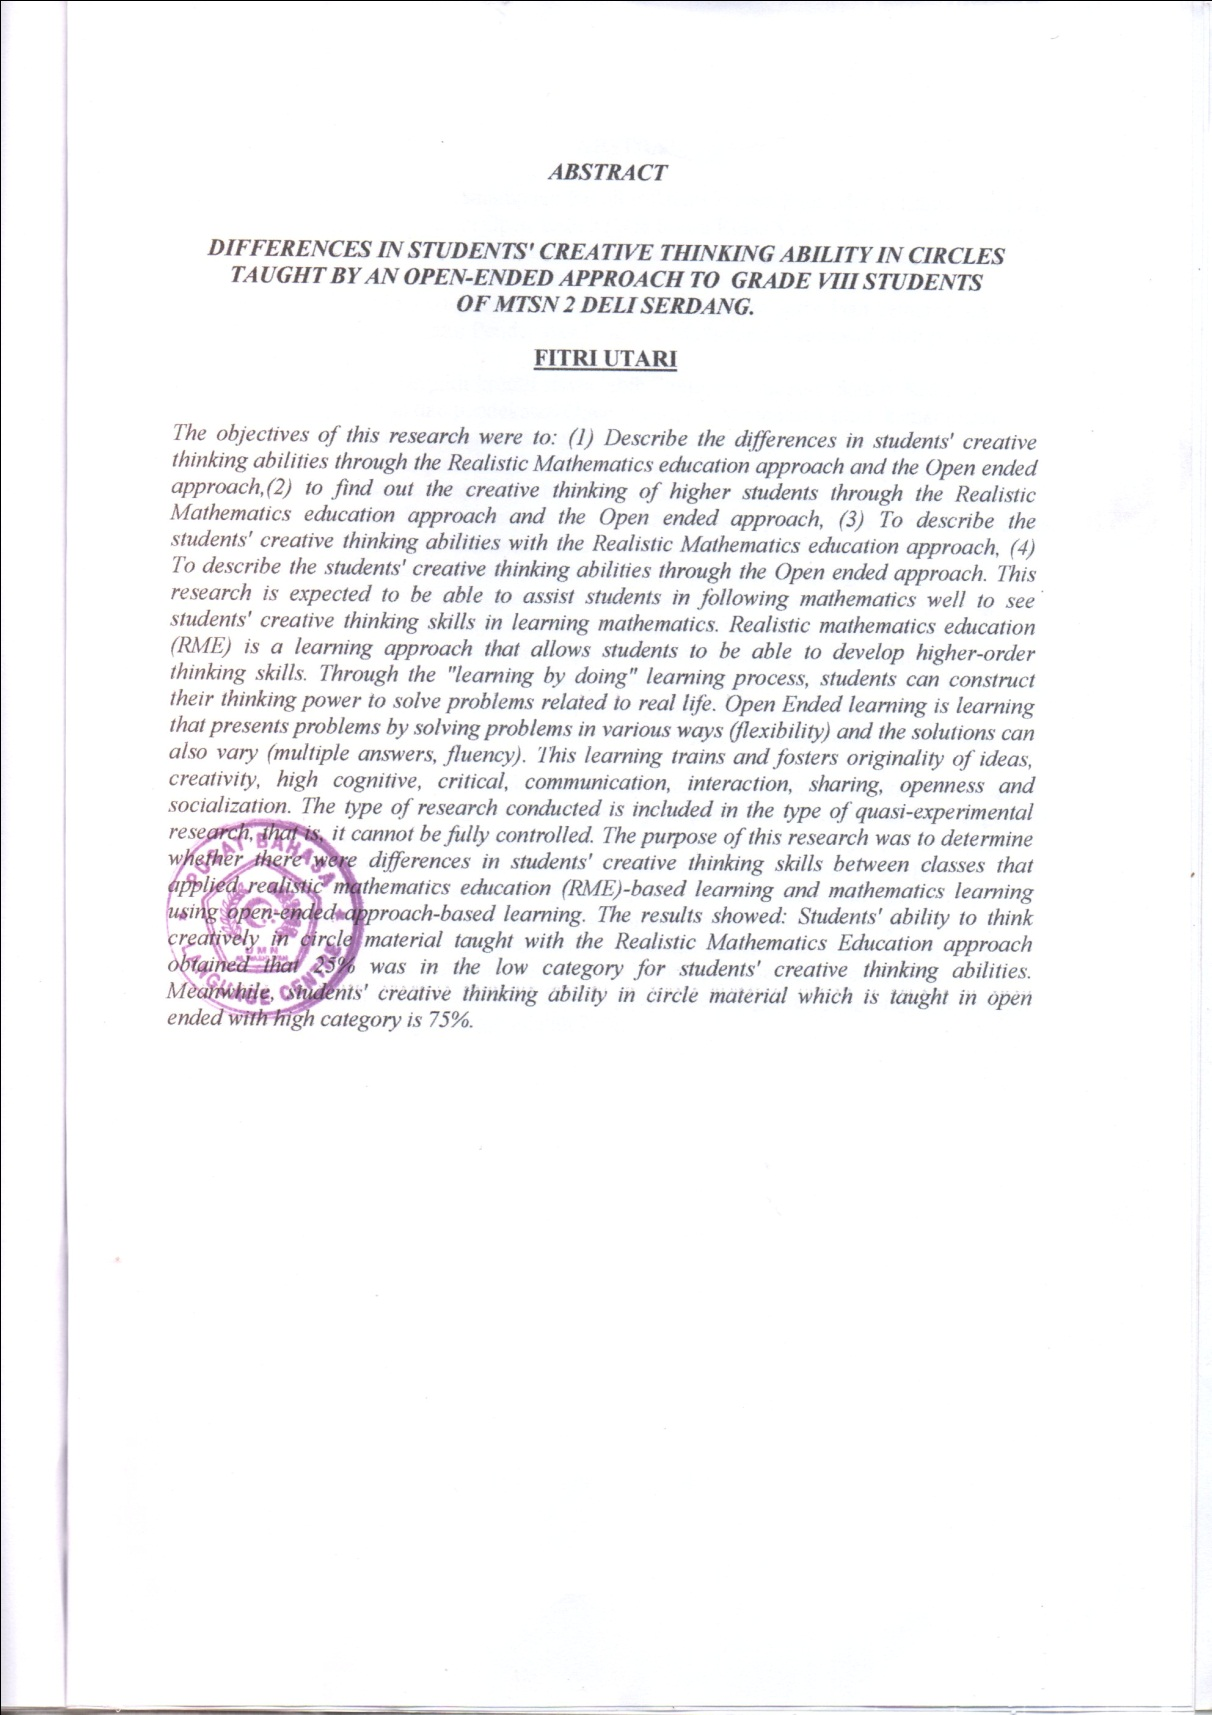 ABSTRACT
DIFFERENCES IN STUDENTS' CREATIVE THINKING ABILITY IN CIRCLES
TAUGHT BY AN OPEN-ENDED APPROACH TO GRADE VIII STUDENTS
OF MTSN 2 DELI SERDANG.
FITRI UTARI
The objectives of this research were to: (1) Describe the differences in students' creative
thinking abilities through the Realistic Mathematics education approach and the Open ended
approach,(2) to find out the creative thinking of higher students through the Realistic
Mathematics education approach and the Open ended approach, (3) To describe the
students' creative thinking abilities with the Realistic Mathematics education approach, (4)
To describe the students' creative thinking abilities through the Open ended approach. This
research is expected to be able to assist students in following mathematics well to see
students' creative thinking skills in learning mathematics. Realistic mathematics education
(RME) is a learning approach that allows students to be able to develop higher-order
thinking skills. Through the "learning by doing" learning process, students can construct
their thinking power to solve problems related to real life. Open Ended learning is learning
that presents problems by solving problems in various ways (flexibility) and the solutions can
also vary (multiple answers, fluency). This learning trains and fosters originality of ideas,
creativity, high cognitive, critical, communication, interaction, sharing, openness and
socialization. The type of research conducted is included in the type of quasi-experimental
research, that is, it cannot be fully controlled. The purpose of this research was to determine
whether there were differences in students' creative thinking skills between classes that
applied realistic mathematics education (RME)-based learning and mathematics learning
using open-ended approach-based learning. The results showed: Students' ability to think
creatively in circle material taught with the Realistic Mathematics Education approach
obtained that 25% was in the low category for students' creative thinking abilities.
Meanwhile, students' creative thinking ability in circle material which is taught in open
ended with high category is 75%.
PUSAT BAHASA
UMN
LANGUAGE CENTRE